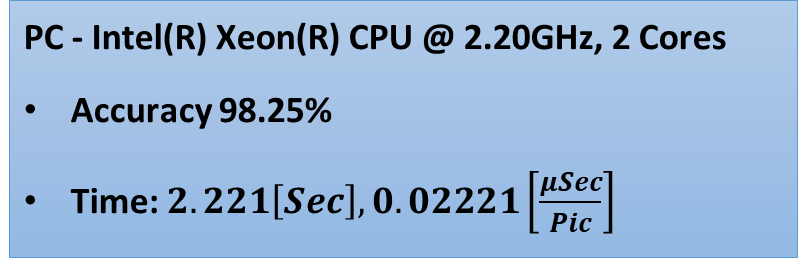 PC - Intel(R) Xeon(R) CPU @ 2.20GHz, 2 Cores
• Accuracy 98.25%
• Time: 2.221[Sec], 0.02221 [μSec/Pic]